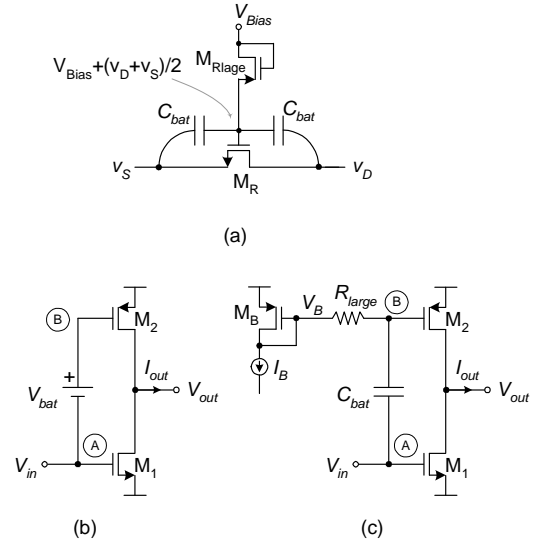 V_Bias
V_Bias+(v_D+v_S)/2
M_Rlage
C_bat
C_bat
v_S
M_R
v_D
(a)
B
M_2
V_bat
+
I_out
V_out
A
V_in
M_1
(b)
M_B
V_B
R_large
B
M_2
I_B
C_bat
I_out
V_out
A
V_in
M_1
(c)